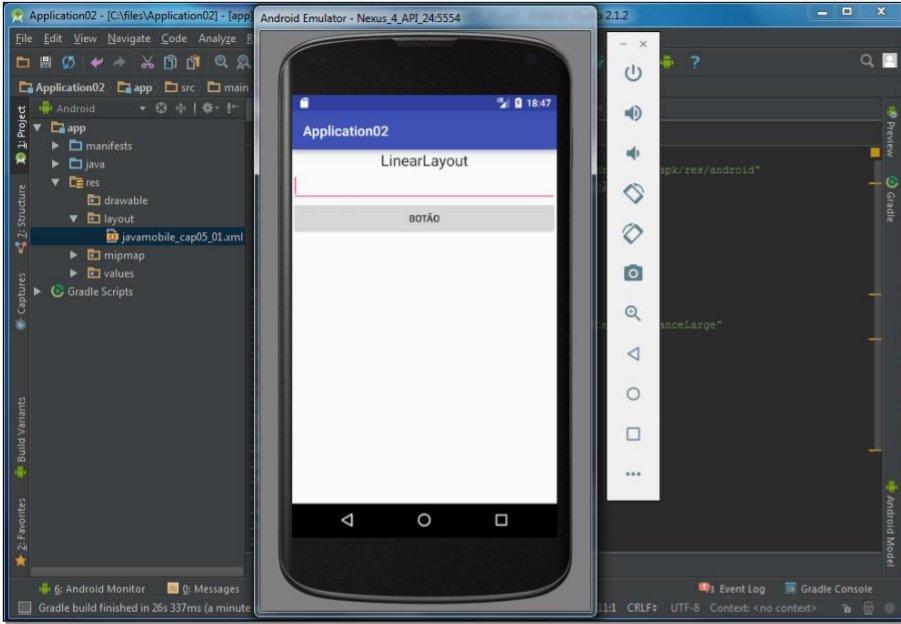 Application02 - [C:\files\Application02] - [app
Android Emulator - Nexus_4_API_24:5554
2.1.2
File Edit View Navigate Code Analyze R
Application02 app src main
Android
app
manifests
java
res
drawable
layout
javamobile_cap05_01.xml
mipmap
values
Gradle Scripts
1: Project
Z: Structure
Captures
Build Variants
2: Favorites
18:47
Application02
LinearLayout
BOTÃO
apk/res/android"
anceLarge"
Preview
Gradle
Android Model
6: Android Monitor 0: Messages
Event Log Gradle Console
Gradle build finished in 26s 337ms (a minute
11:1 CRLF UTF-8 Context: <no context>